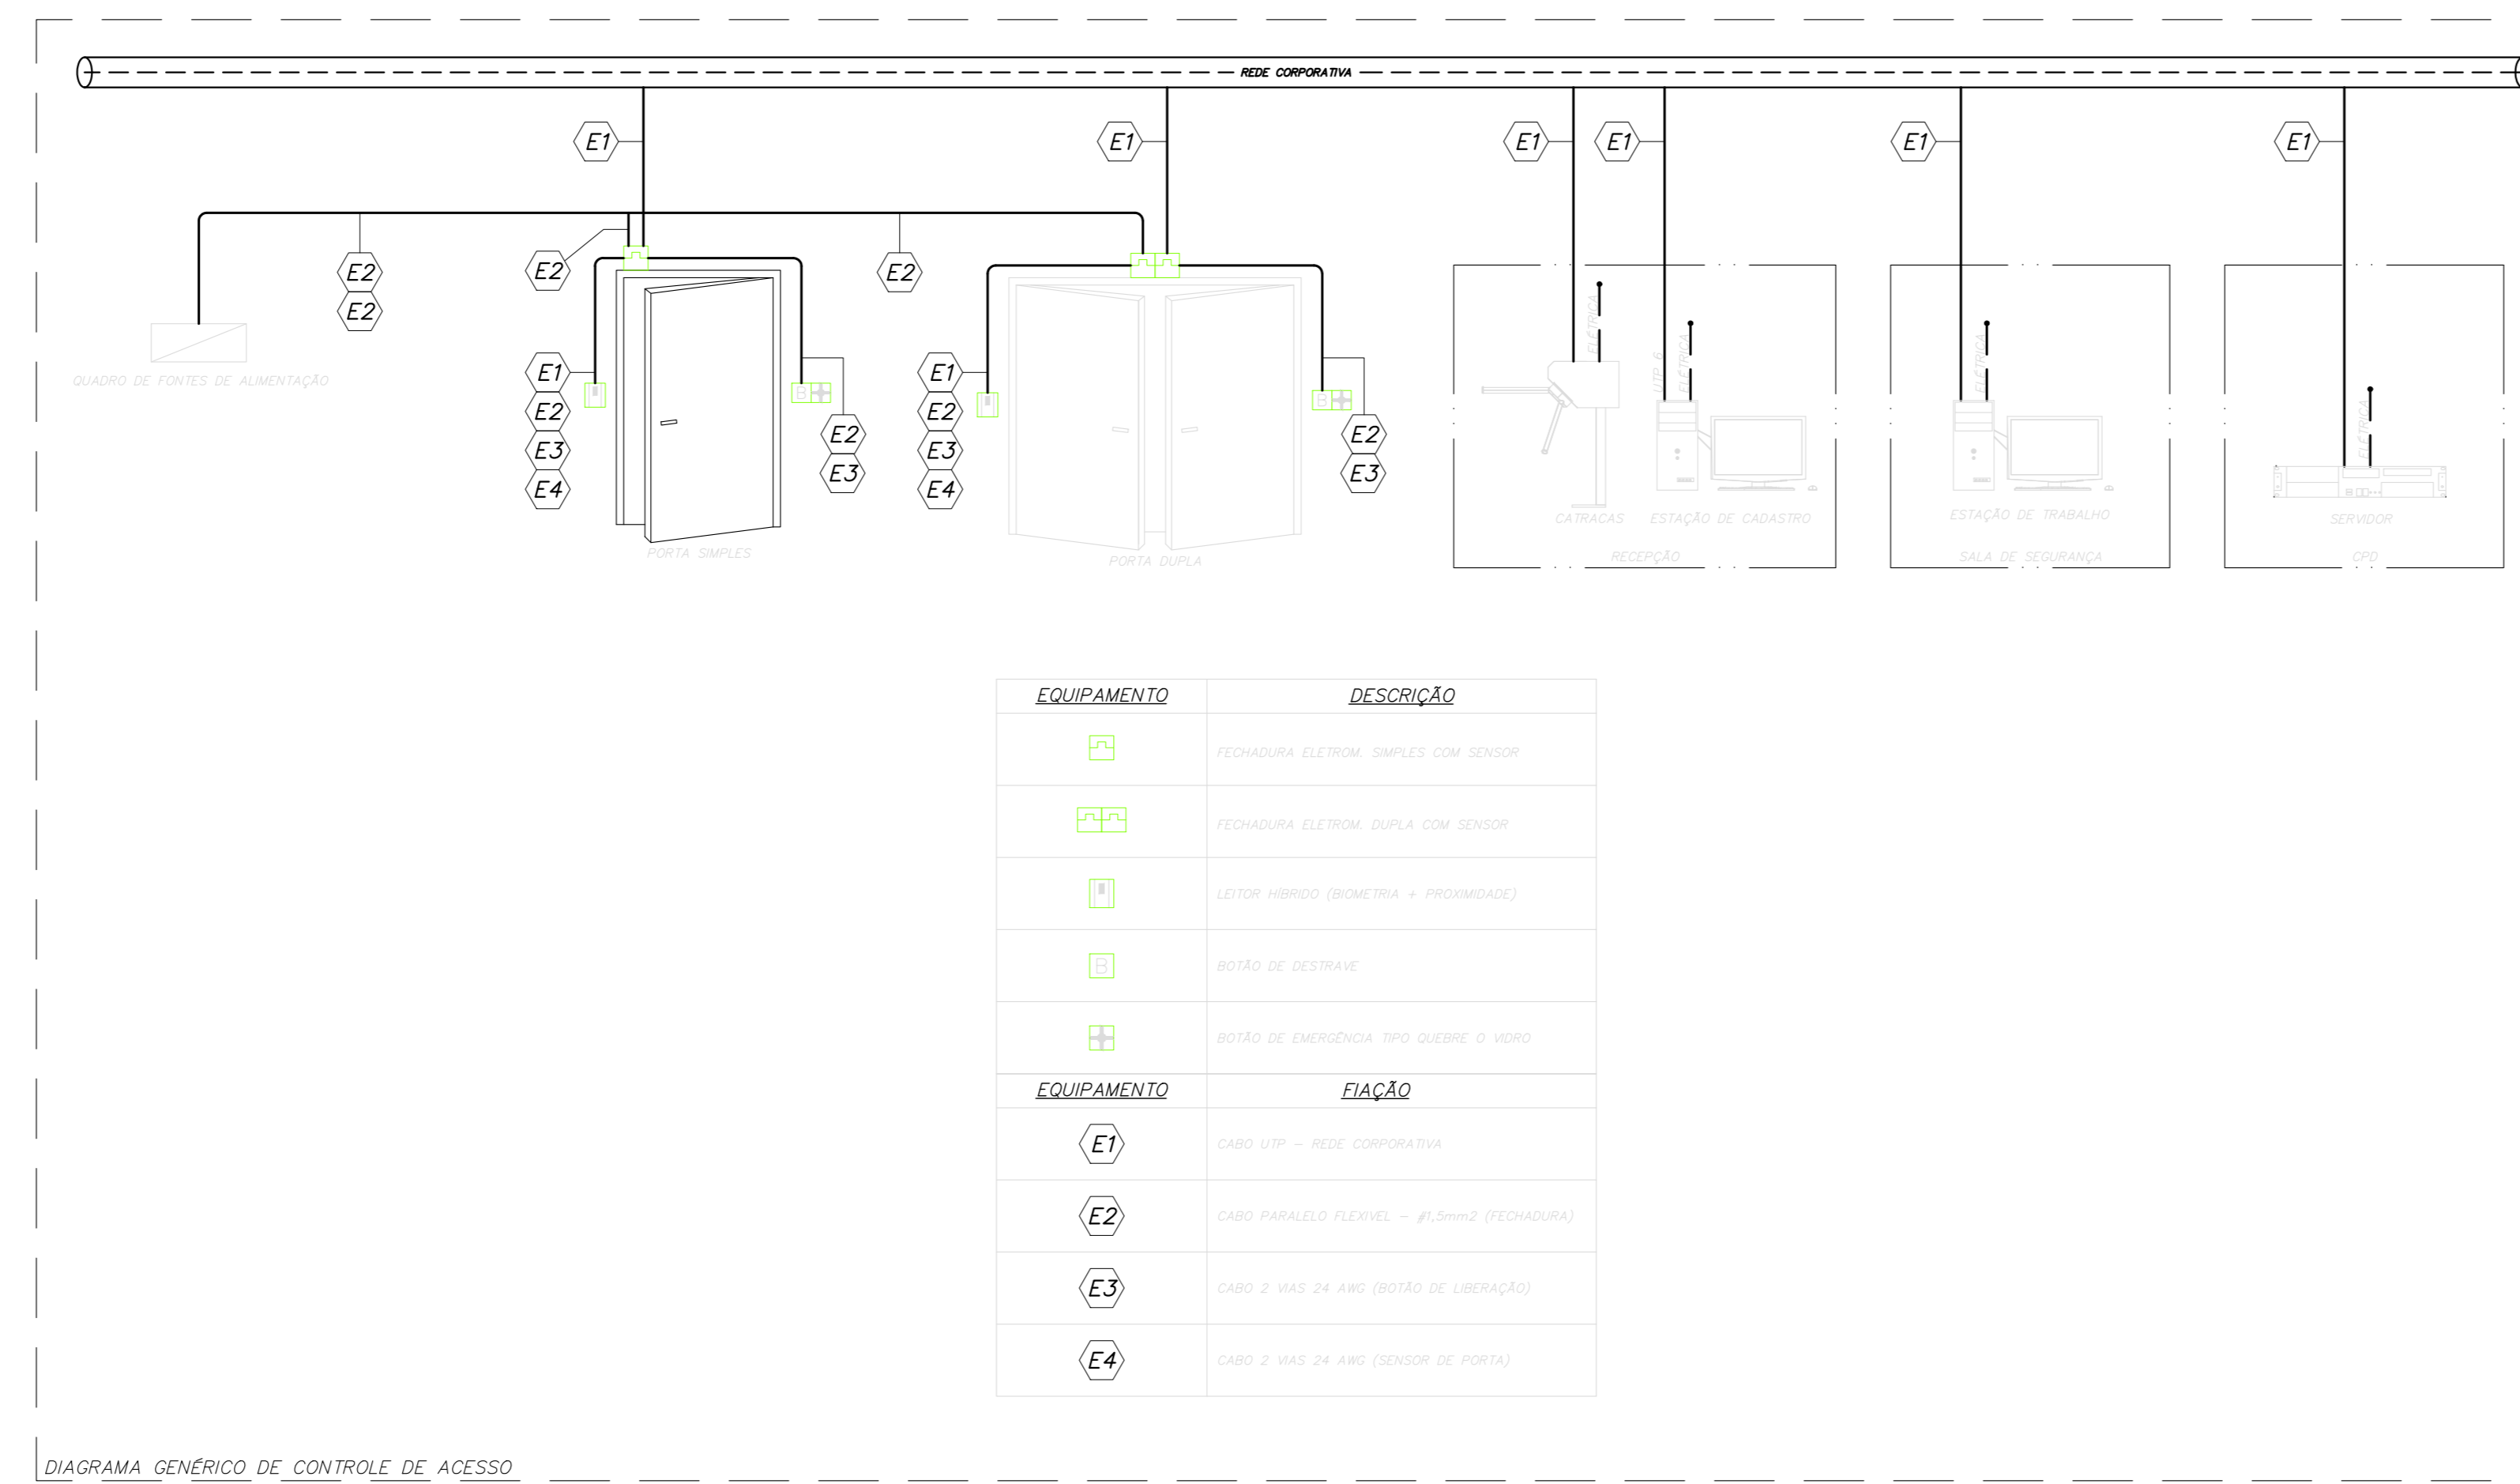 REDE CORPORATIVA
E1
E1
E1
E1
E1
E1
E2
E2
E2
E2
QUADRO DE FONTES DE ALIMENTAÇÃO
E1
E2
E3
E4
B
E2
E3
PORTA SIMPLES
E1
E2
E3
E4
B
E2
E3
PORTA DUPLA
ELÉTRICA
UTP 6
ELÉTRICA
CATRACAS
ESTAÇÃO DE CADASTRO
RECEPÇÃO
ELÉTRICA
ESTAÇÃO DE TRABALHO
SALA DE SEGURANÇA
ELÉTRICA
SERVIDOR
CPD
EQUIPAMENTO DESCRIÇÃO
FECHADURA ELETROM. SIMPLES COM SENSOR
FECHADURA ELETROM. DUPLA COM SENSOR
LEITOR HÍBRIDO (BIOMETRIA + PROXIMIDADE)
B BOTÃO DE DESTRAVE
BOTÃO DE EMERGÊNCIA TIPO QUEBRE O VIDRO
EQUIPAMENTO FIAÇÃO
E1 CABO UTP – REDE CORPORATIVA
E2 CABO PARALELO FLEXIVEL – #1,5mm2 (FECHADURA)
E3 CABO 2 VIAS 24 AWG (BOTÃO DE LIBERAÇÃO)
E4 CABO 2 VIAS 24 AWG (SENSOR DE PORTA)
DIAGRAMA GENÉRICO DE CONTROLE DE ACESSO